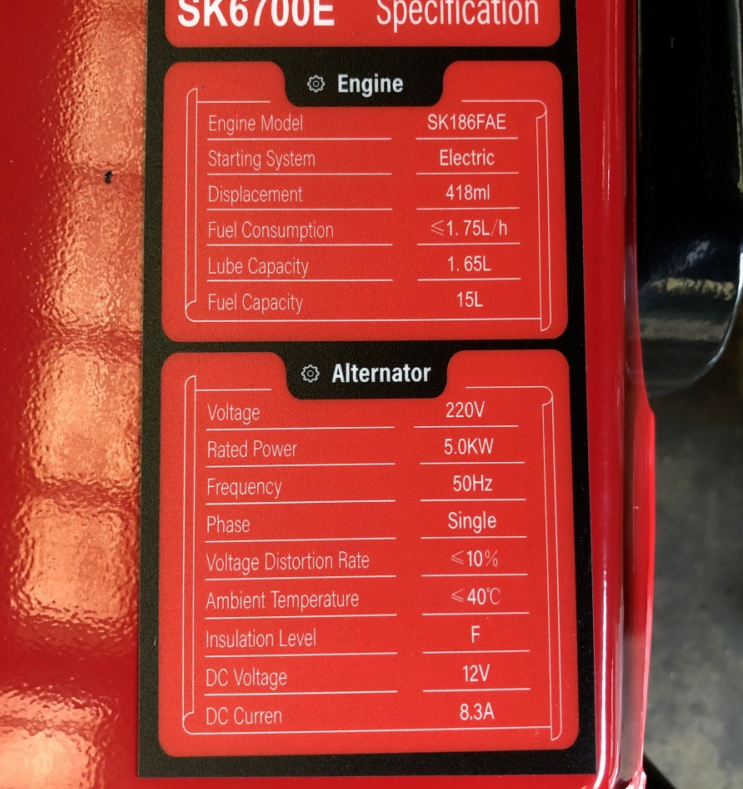 SK6700E Specification
Engine
Engine Model SK186FAE
Starting System Electric
Displacement 418ml
Fuel Consumption ≤1.75L/h
Lube Capacity 1.65L
Fuel Capacity 15L
Alternator
Voltage 220V
Rated Power 5.0KW
Frequency 50Hz
Phase Single
Voltage Distortion Rate ≤10%
Ambient Temperature ≤40℃
Insulation Level F
DC Voltage 12V
DC Curren 8.3A